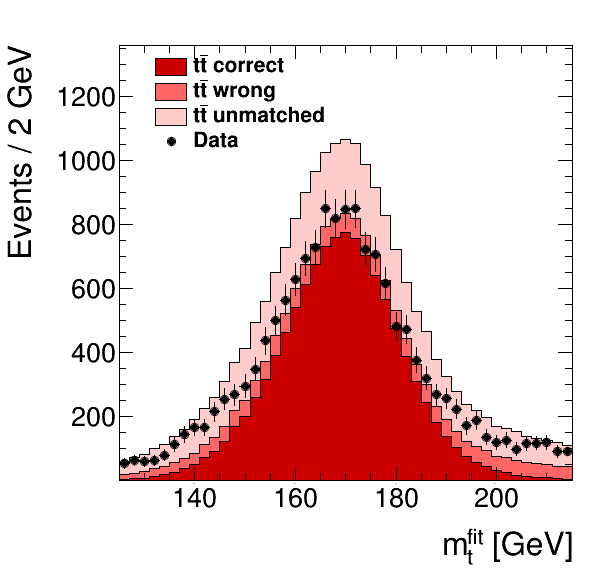 Events / 2 GeV
tt̄ correct
tt̄ wrong
tt̄ unmatched
Data
1200
1000
800
600
400
200
140 160 180 200
m_t^fit [GeV]